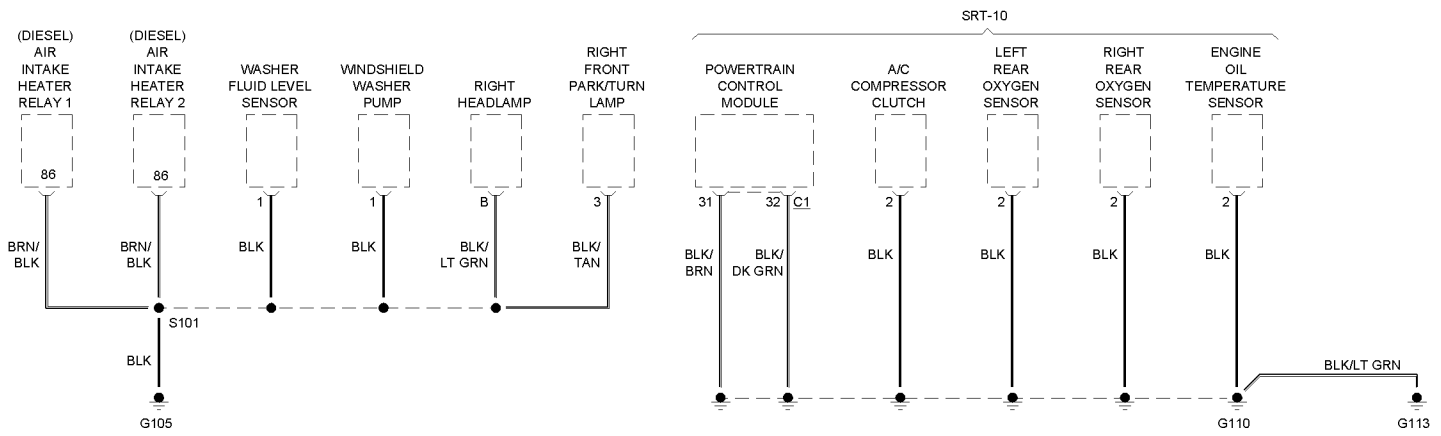 SRT-10
(DIESEL)
AIR
INTAKE
HEATER
RELAY 1
(DIESEL)
AIR
INTAKE
HEATER
RELAY 2
WASHER
FLUID LEVEL
SENSOR
WINDSHIELD
WASHER
PUMP
RIGHT
HEADLAMP
RIGHT
FRONT
PARK/TURN
LAMP
POWERTRAIN
CONTROL
MODULE
A/C
COMPRESSOR
CLUTCH
LEFT
REAR
OXYGEN
SENSOR
RIGHT
REAR
OXYGEN
SENSOR
ENGINE
OIL
TEMPERATURE
SENSOR
86
86
1
1
B
3
31
32
C1
2
2
2
2
BRN/
BLK
BRN/
BLK
BLK
BLK
BLK/
LT GRN
BLK/
TAN
BLK/
BRN
BLK/
DK GRN
BLK
BLK
BLK
BLK
S101
BLK
BLK/LT GRN
G105
G110
G113